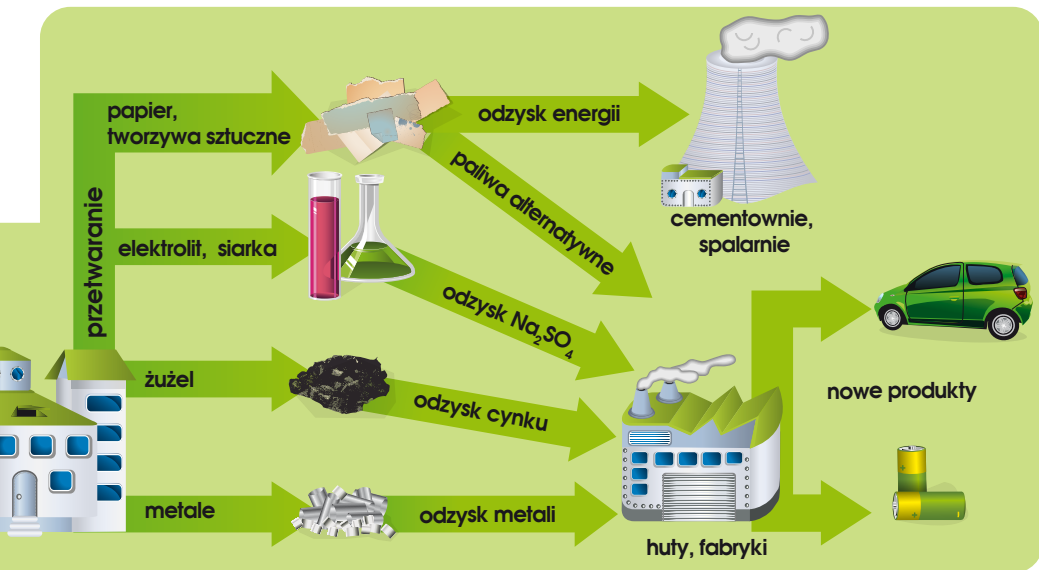 papier,
tworzywa sztuczne
odzysk energii
paliwa alternatywne
cementownie,
spalarnie
przetwaranie
elektrolit, siarka
odzysk Na₂SO₄
żużel
odzysk cynku
nowe produkty
metale
odzysk metali
huty, fabryki